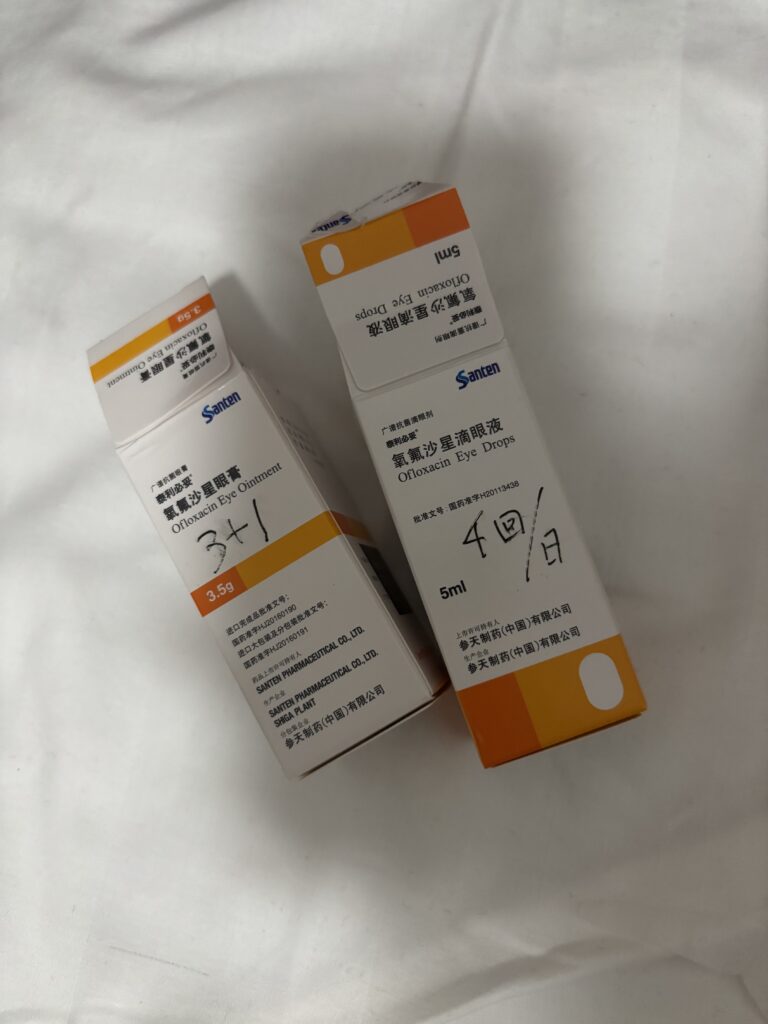 3.5g
Ofloxacin Eye Ointment
氧氟沙星眼膏
泰利必妥®
广谱抗菌眼膏
Santen
广谱抗菌眼膏
泰利必妥®
氧氟沙星眼膏
Ofloxacin Eye Ointment
3+1
3.5g
进口完成品批准文号:
国药准字HJ20160190
进口大包装及分包装批准文号:
国药准字HJ20160191
药品上市许可持有人
SANTEN PHARMACEUTICAL CO., LTD.
生产企业
SANTEN PHARMACEUTICAL CO., LTD.
SHIGA PLANT
分包装企业
参天制药(中国)有限公司
Santen
5ml
Ofloxacin Eye Drops
氧氟沙星滴眼液
泰利必妥®
广谱抗菌滴眼剂
Santen
广谱抗菌滴眼剂
泰利必妥®
氧氟沙星滴眼液
Ofloxacin Eye Drops
批准文号:国药准字H20113438
4回/日
5ml
上市许可持有人
参天制药(中国)有限公司
生产企业
参天制药(中国)有限公司